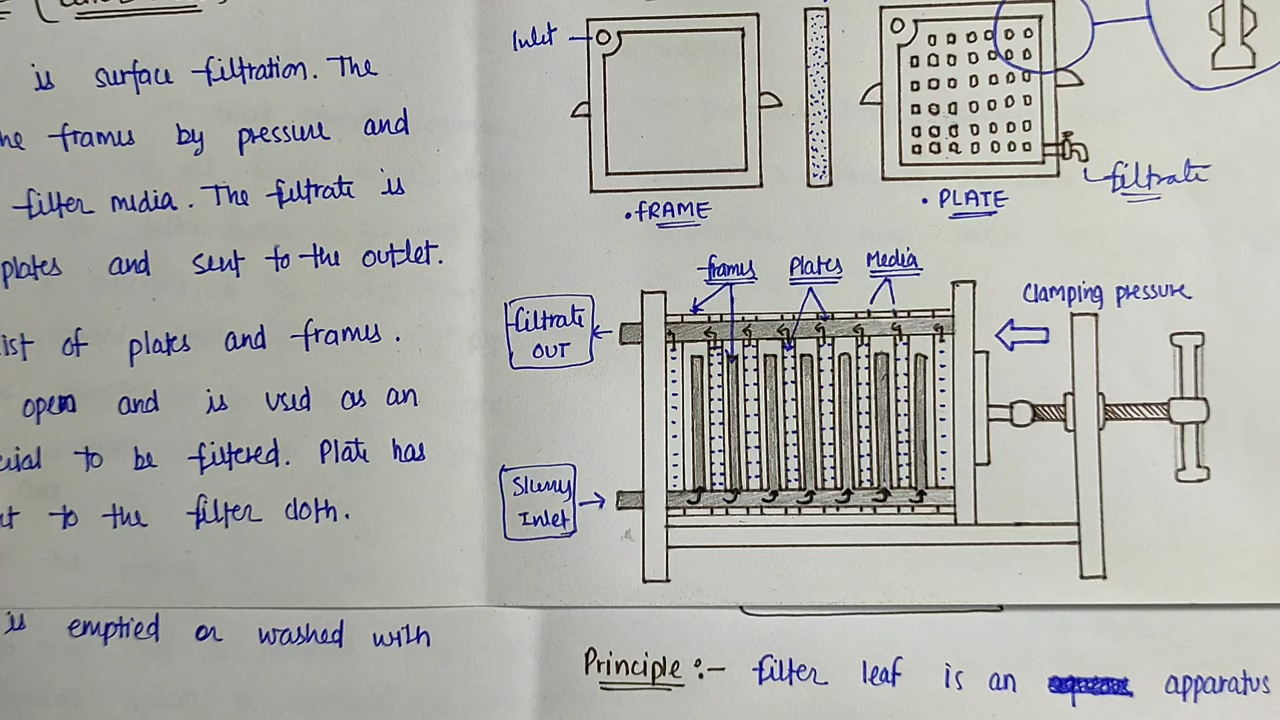 is surface filtration. The
frames by pressure and
filter media. The filtrate is
plates and sent to the outlet.
of plates and frames.
open and is used as an
to be filtered. Plate has
to the filter cloth.
is emptied or washed with
Inlet
• FRAME
• PLATE
filtrate
frames
Plates
Media
Clamping pressure
Filtrate
OUT
Slurry
Inlet
Principle :- filter leaf is an apparatus